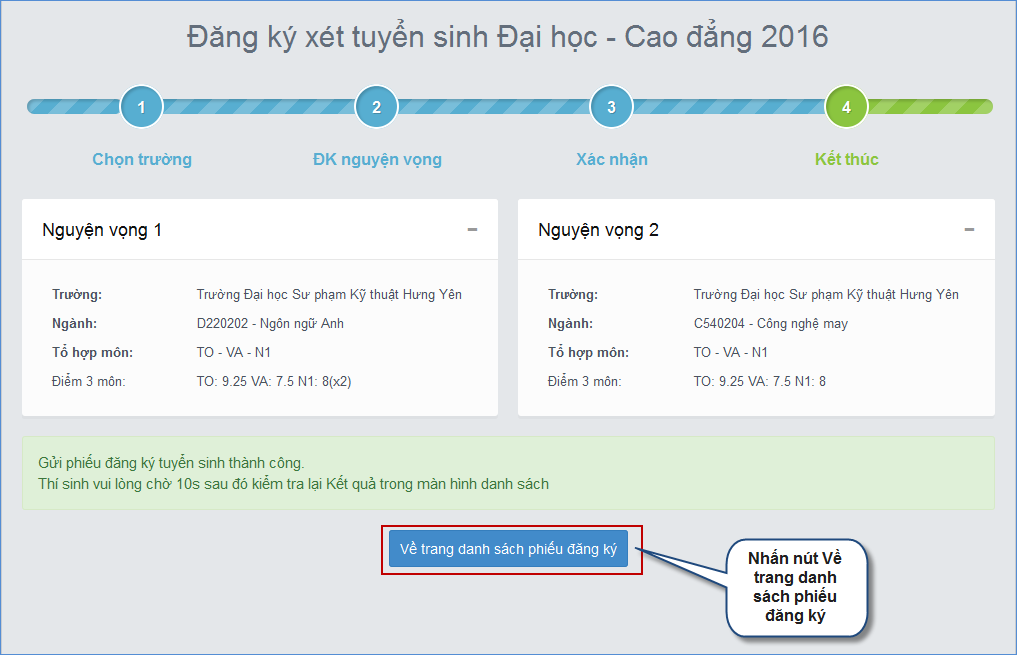 Đăng ký xét tuyển sinh Đại học - Cao đẳng 2016
1
2
3
4
Chọn trường
ĐK nguyện vọng
Xác nhận
Kết thúc
Nguyện vọng 1
Trường: Trường Đại học Sư phạm Kỹ thuật Hưng Yên
Ngành: D220202 - Ngôn ngữ Anh
Tổ hợp môn: TO - VA - N1
Điểm 3 môn: TO: 9.25 VA: 7.5 N1: 8(x2)
Nguyện vọng 2
Trường: Trường Đại học Sư phạm Kỹ thuật Hưng Yên
Ngành: C540204 - Công nghệ may
Tổ hợp môn: TO - VA - N1
Điểm 3 môn: TO: 9.25 VA: 7.5 N1: 8
Gửi phiếu đăng ký tuyển sinh thành công.
Thí sinh vui lòng chờ 10s sau đó kiểm tra lại Kết quả trong màn hình danh sách
Về trang danh sách phiếu đăng ký
Nhấn nút Về
trang danh
sách phiếu
đăng ký